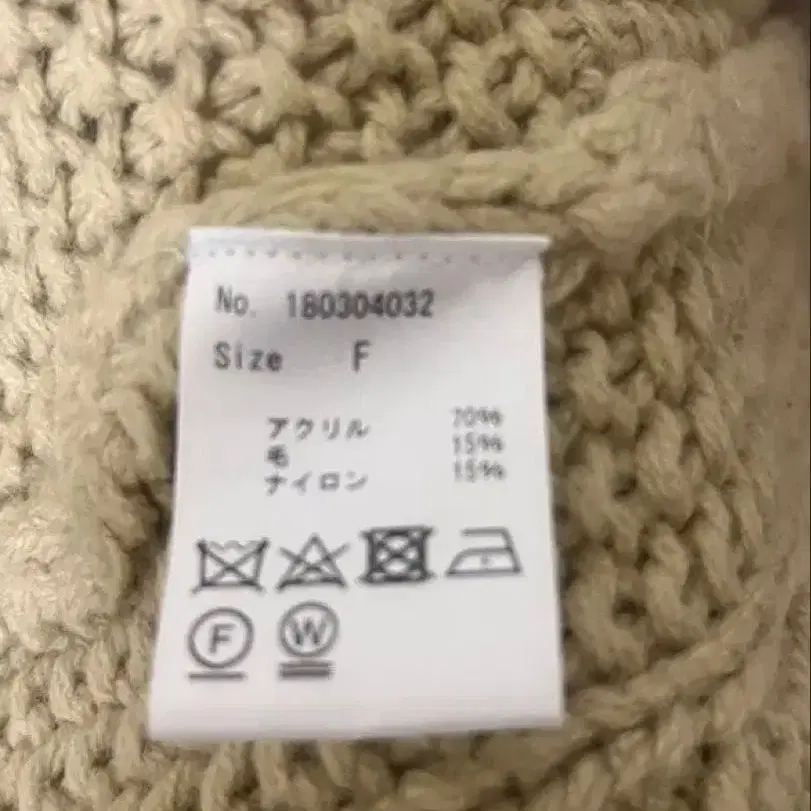 No. 180304032
Size F
アクリル 70%
毛 15%
ナイロン 15%
F W